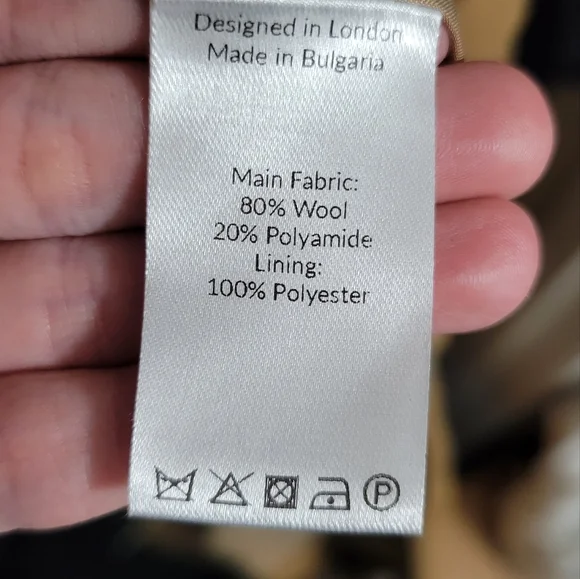 Designed in London
Made in Bulgaria
Main Fabric:
80% Wool
20% Polyamide
Lining:
100% Polyester
P